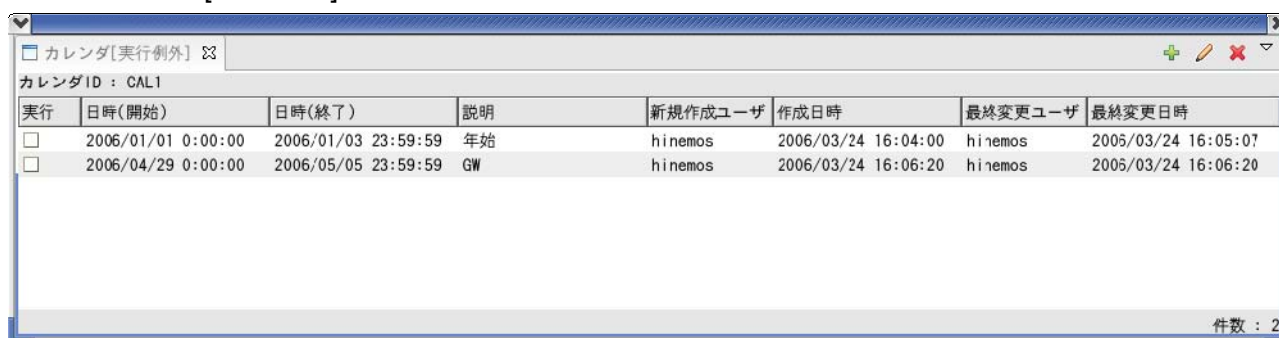 カレンダ[実行例外]
カレンダID : CAL1
実行 日時(開始) 日時(終了) 説明 新規作成ユーザ 作成日時 最終変更ユーザ 最終変更日時
2006/01/01 0:00:00 2006/01/03 23:59:59 年始 hinemos 2006/03/24 16:04:00 hinemos 2006/03/24 16:05:07
2006/04/29 0:00:00 2006/05/05 23:59:59 GW hinemos 2006/03/24 16:06:20 hinemos 2006/03/24 16:06:20
件数 : 2